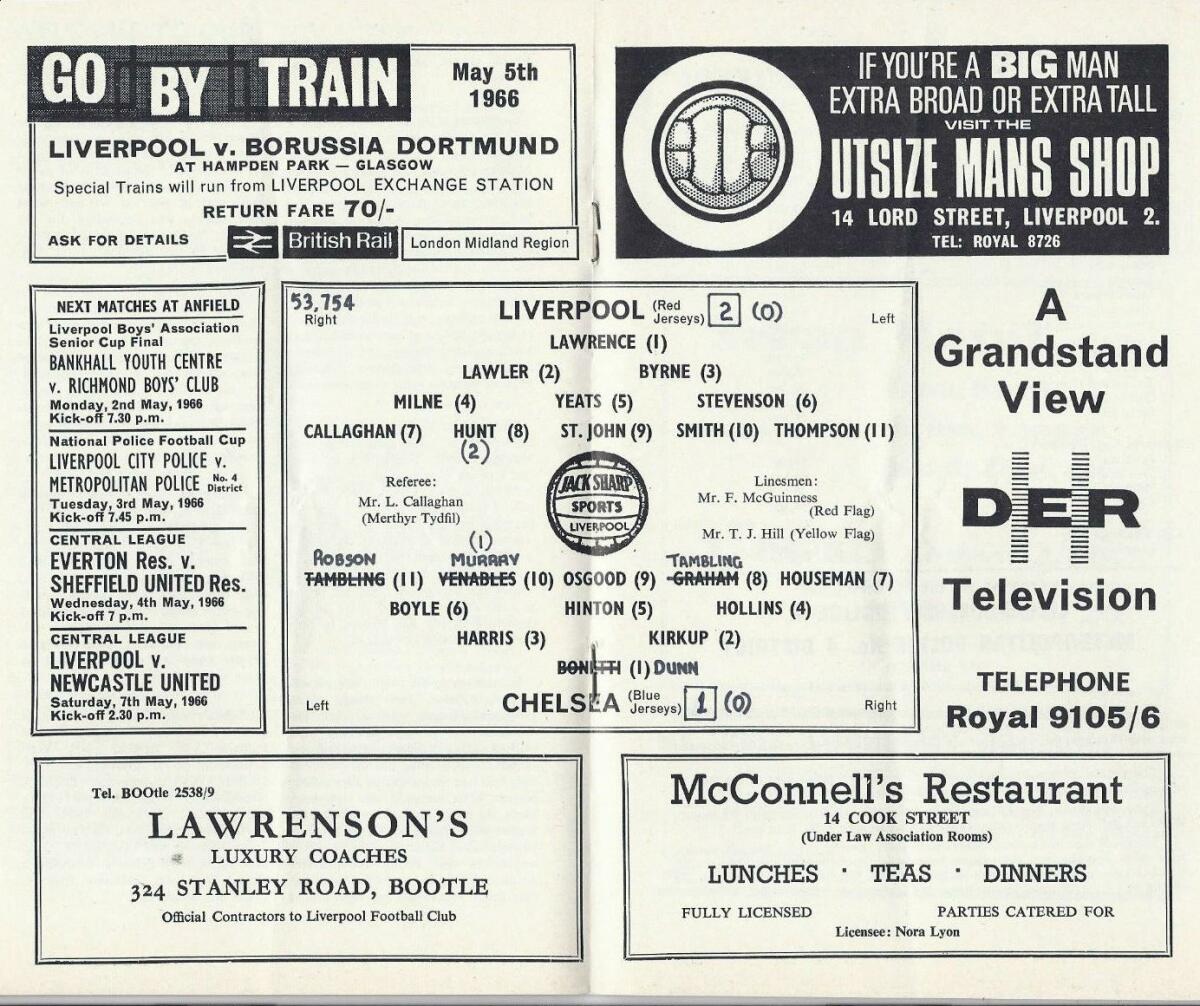 GO BY TRAIN
May 5th
1966
LIVERPOOL v. BORUSSIA DORTMUND
AT HAMPDEN PARK — GLASGOW
Special Trains will run from LIVERPOOL EXCHANGE STATION
RETURN FARE 70/-
ASK FOR DETAILS British Rail London Midland Region
IF YOU'RE A BIG MAN
EXTRA BROAD OR EXTRA TALL
VISIT THE
UTSIZE MANS SHOP
14 LORD STREET, LIVERPOOL 2.
TEL: ROYAL 8726
NEXT MATCHES AT ANFIELD
Liverpool Boys' Association
Senior Cup Final
BANKHALL YOUTH CENTRE
v. RICHMOND BOYS' CLUB
Monday, 2nd May, 1966
Kick-off 7.30 p.m.
National Police Football Cup
LIVERPOOL CITY POLICE v.
METROPOLITAN POLICE No. 4 District
Tuesday, 3rd May, 1966
Kick-off 7.45 p.m.
CENTRAL LEAGUE
EVERTON Res. v.
SHEFFIELD UNITED Res.
Wednesday, 4th May, 1966
Kick-off 7 p.m.
CENTRAL LEAGUE
LIVERPOOL v.
NEWCASTLE UNITED
Saturday, 7th May, 1966
Kick-off 2.30 p.m.
53,754
Right LIVERPOOL (Red Jerseys) 2 (0) Left
LAWRENCE (1)
LAWLER (2) BYRNE (3)
MILNE (4) YEATS (5) STEVENSON (6)
CALLAGHAN (7) HUNT (8) ST. JOHN (9) SMITH (10) THOMPSON (11)
(2)
Referee:
Mr. L. Callaghan
(Merthyr Tydfil)
JACK SHARP
SPORTS
LIVERPOOL
Linesmen:
Mr. F. McGuinness
(Red Flag)
Mr. T. J. Hill (Yellow Flag)
(1)
ROBSON MURRAY TAMBLING
TAMBLING (11) VENABLES (10) OSGOOD (9) GRAHAM (8) HOUSEMAN (7)
BOYLE (6) HINTON (5) HOLLINS (4)
HARRIS (3) KIRKUP (2)
BONETTI (1) DUNN
Left CHELSEA (Blue Jerseys) 1 (0) Right
A
Grandstand
View
DER
Television
TELEPHONE
Royal 9105/6
Tel. BOOtle 2538/9
LAWRENSON'S
LUXURY COACHES
324 STANLEY ROAD, BOOTLE
Official Contractors to Liverpool Football Club
McConnell's Restaurant
14 COOK STREET
(Under Law Association Rooms)
LUNCHES · TEAS · DINNERS
FULLY LICENSED PARTIES CATERED FOR
Licensee: Nora Lyon